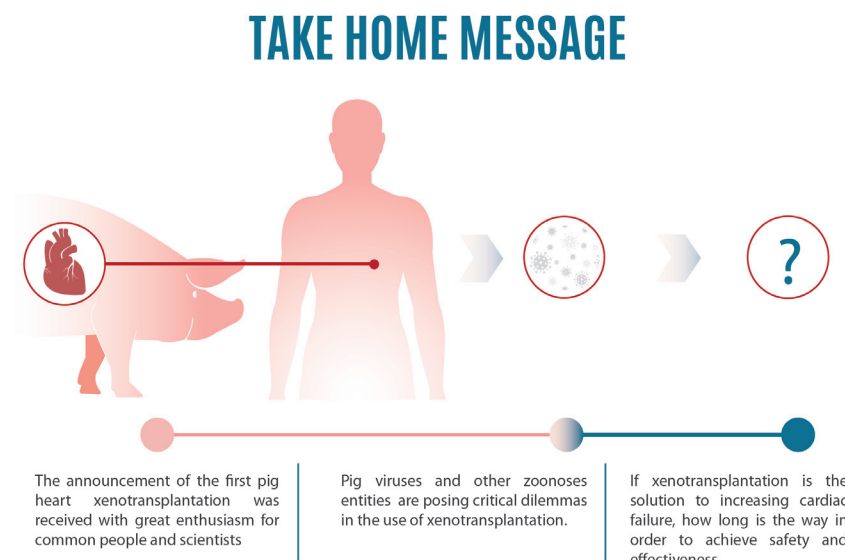 TAKE HOME MESSAGE
?
The announcement of the first pig
heart xenotransplantation was
received with great enthusiasm for
common people and scientists
Pig viruses and other zoonoses
entities are posing critical dilemmas
in the use of xenotransplantation.
If xenotransplantation is the
solution to increasing cardiac
failure, how long is the way in
order to achieve safety and
effectiveness